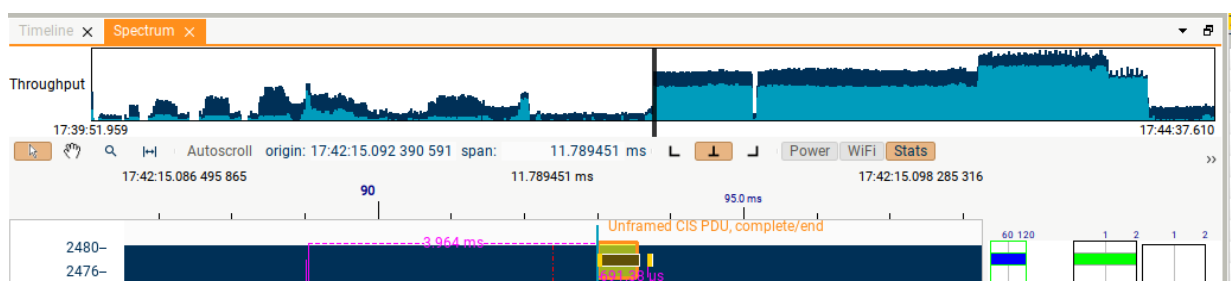 Timeline Spectrum
Throughput
17:39:51.959 17:44:37.610
Autoscroll origin: 17:42:15.092 390 591 span: 11.789451 ms Power WiFi Stats
17:42:15.086 495 865 11.789451 ms 17:42:15.098 285 316
90 95.0 ms
Unframed CIS PDU, complete/end
60 120 1 2 1 2
2480 3.964 ms
2476 691.38 us